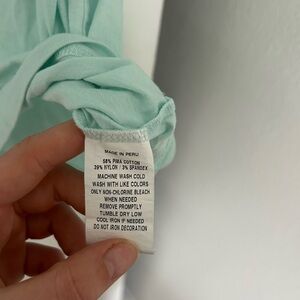 MADE IN PERU
58% PIMA COTTON
39% NYLON / 3% SPANDEX
MACHINE WASH COLD
WASH WITH LIKE COLORS
ONLY NON-CHLORINE BLEACH
WHEN NEEDED
REMOVE PROMPTLY
TUMBLE DRY LOW
COOL IRON IF NEEDED
DO NOT IRON DECORATION